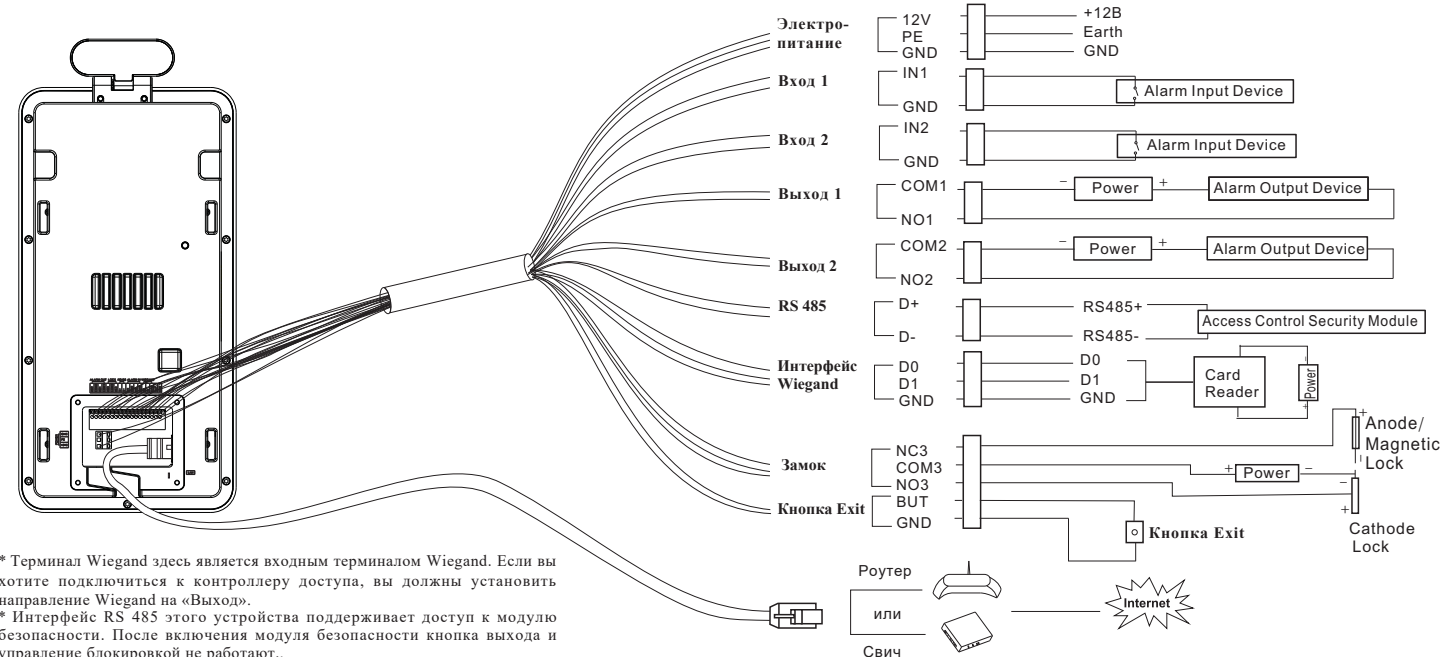 Электро-
питание
12V
PE
GND
+12В
Earth
GND
Вход 1
IN1
GND
Alarm Input Device
Вход 2
IN2
GND
Alarm Input Device
Выход 1
COM1
NO1
− Power +
Alarm Output Device
Выход 2
COM2
NO2
− Power +
Alarm Output Device
RS 485
D+
D-
RS485+
RS485-
Access Control Security Module
Интерфейс
Wiegand
D0
D1
GND
D0
D1
GND
Card
Reader
− Power +
Замок
NC3
COM3
NO3
+ Power −
+
−
Anode/
Magnetic
Lock
−
+
Cathode
Lock
Кнопка Exit
BUT
GND
Кнопка Exit
Роутер
или
Свич
Internet
* Терминал Wiegand здесь является входным терминалом Wiegand. Если вы
хотите подключиться к контроллеру доступа, вы должны установить
направление Wiegand на «Выход».
* Интерфейс RS 485 этого устройства поддерживает доступ к модулю
безопасности. После включения модуля безопасности кнопка выхода и
управление блокировкой не работают..